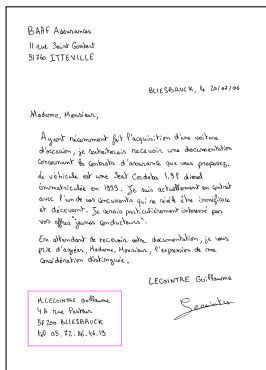 BARF Assurances
11 rue Saint Gombert
91760 ITTEVILLE
BLIESBRUCK, le 20/07/06
Madame, Monsieur,
Ayant récemment fait l'acquisition d'une voiture
d'occasion, je souhaiterais recevoir une documentation
concernant les contrats d'assurance que vous proposez.
Le véhicule est une Seat Cordoba 1.9l diesel
immatriculée en 1999. Je suis actuellement en contrat
avec l'un de vos concurrents qui se révèle être inefficace
et décevant. Je serais particulièrement intéressé par
vos offres "jeunes conducteurs".
En attendant de recevoir votre documentation, je vous
prie d'agréer, Madame, Monsieur, l'expression de ma
considération distinguée.
LECOINTRE Guillaume
Lecointre
M. LECOINTRE Guillaume
4A rue Pasteur
57200 BLIESBRUCK
tel 03.72.86.46.19